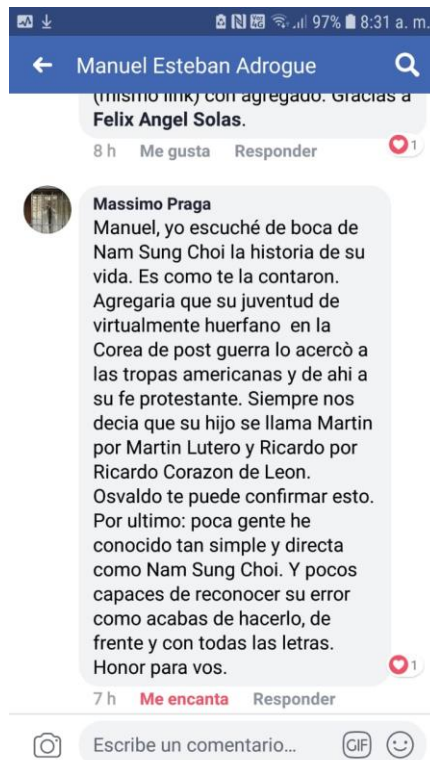 97% 8:31 a. m.
Manuel Esteban Adrogue
(mismo link) con agregado. Gracias a
Felix Angel Solas.
8 h Me gusta Responder 1
Massimo Praga
Manuel, yo escuché de boca de
Nam Sung Choi la historia de su
vida. Es como te la contaron.
Agregaria que su juventud de
virtualmente huerfano en la
Corea de post guerra lo acercò a
las tropas americanas y de ahi a
su fe protestante. Siempre nos
decia que su hijo se llama Martin
por Martin Lutero y Ricardo por
Ricardo Corazon de Leon.
Osvaldo te puede confirmar esto.
Por ultimo: poca gente he
conocido tan simple y directa
como Nam Sung Choi. Y pocos
capaces de reconocer su error
como acabas de hacerlo, de
frente y con todas las letras.
Honor para vos. 1
7 h Me encanta Responder
Escribe un comentario... GIF